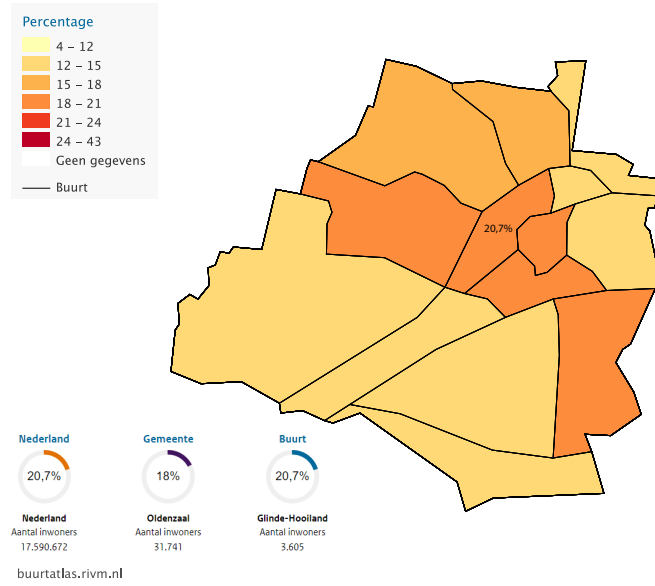 Percentage
4 – 12
12 – 15
15 – 18
18 – 21
21 – 24
24 – 43
Geen gegevens
Buurt
20,7%
Nederland
Gemeente
Buurt
20,7%
18%
20,7%
Nederland
Oldenzaal
Glinde-Hooiland
Aantal inwoners
Aantal inwoners
Aantal inwoners
17.590.672
31.741
3.605
buurtatlas.rivm.nl